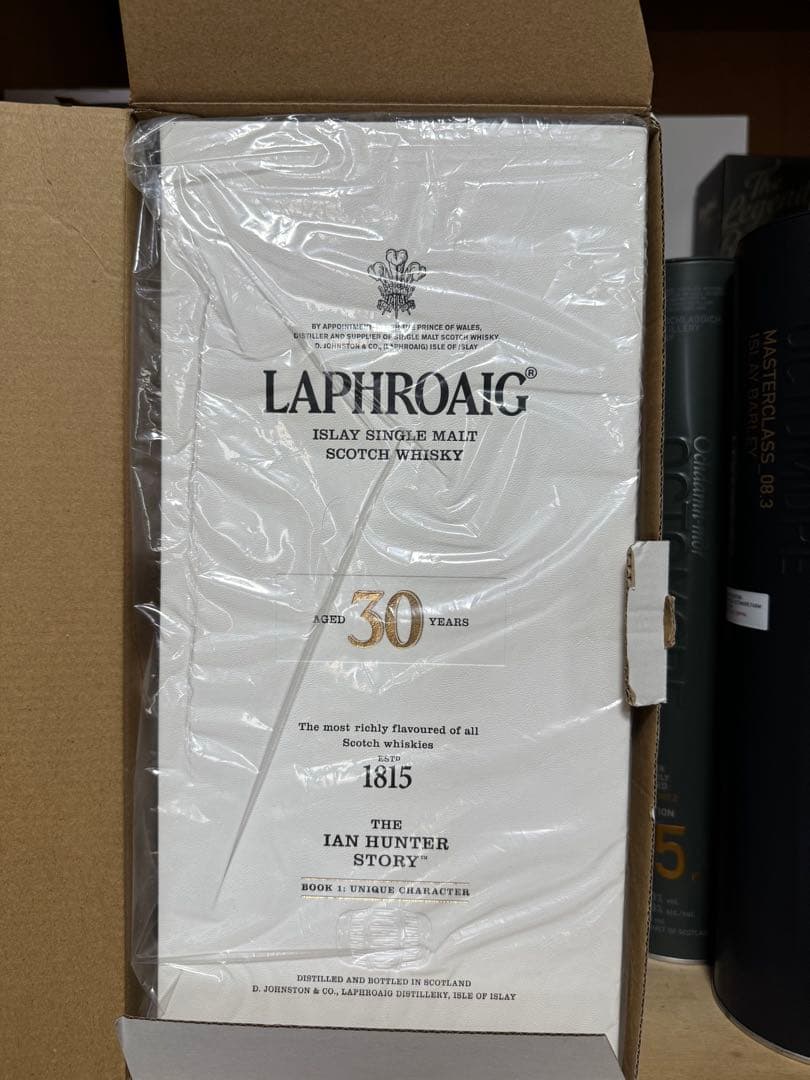 BY APPOINTMENT THE PRINCE OF WALES,
DISTILLER AND SUPPLIER OF SINGLE MALT SCOTCH WHISKY
D. JOHNSTON & CO., (LAPHROAIG) ISLE OF ISLAY
LAPHROAIG®
ISLAY SINGLE MALT
SCOTCH WHISKY
AGED 30 YEARS
The most richly flavoured of all
Scotch whiskies
ESTD
1815
THE
IAN HUNTER
STORY™
BOOK 1: UNIQUE CHARACTER
DISTILLED AND BOTTLED IN SCOTLAND
D. JOHNSTON & CO., LAPHROAIG DISTILLERY, ISLE OF ISLAY
The
MASTERCLASS_08.3
ISLAY BARLEY
5